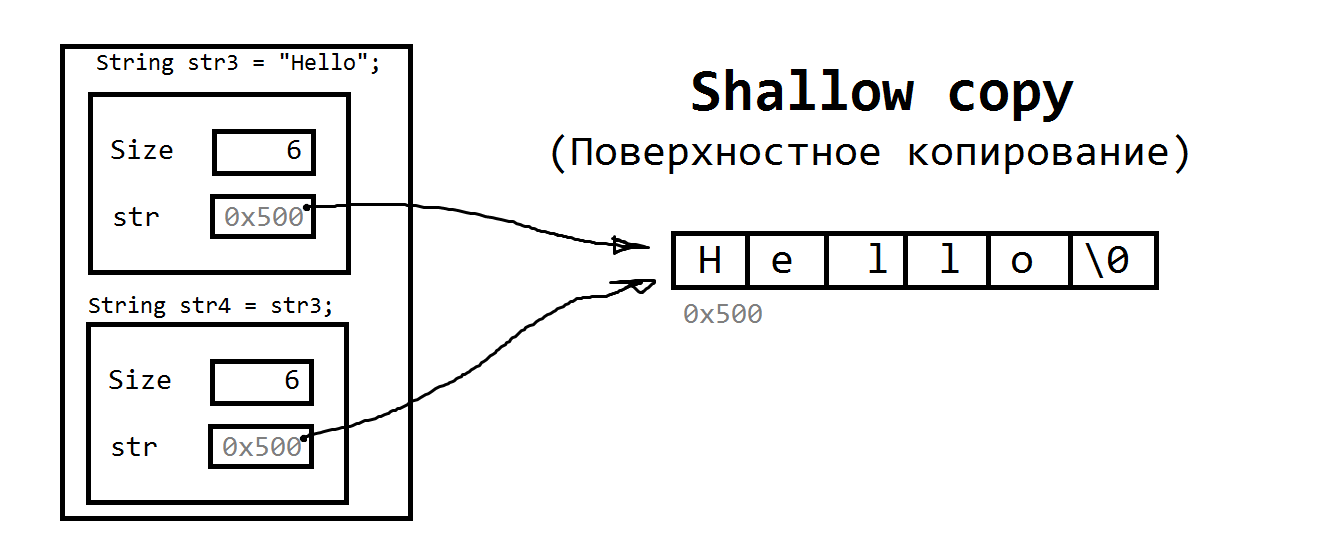 String str3 = "Hello";
Size 6
str 0x500
String str4 = str3;
Size 6
str 0x500
Shallow copy
(Поверхностное копирование)
H e l l o \0
0x500